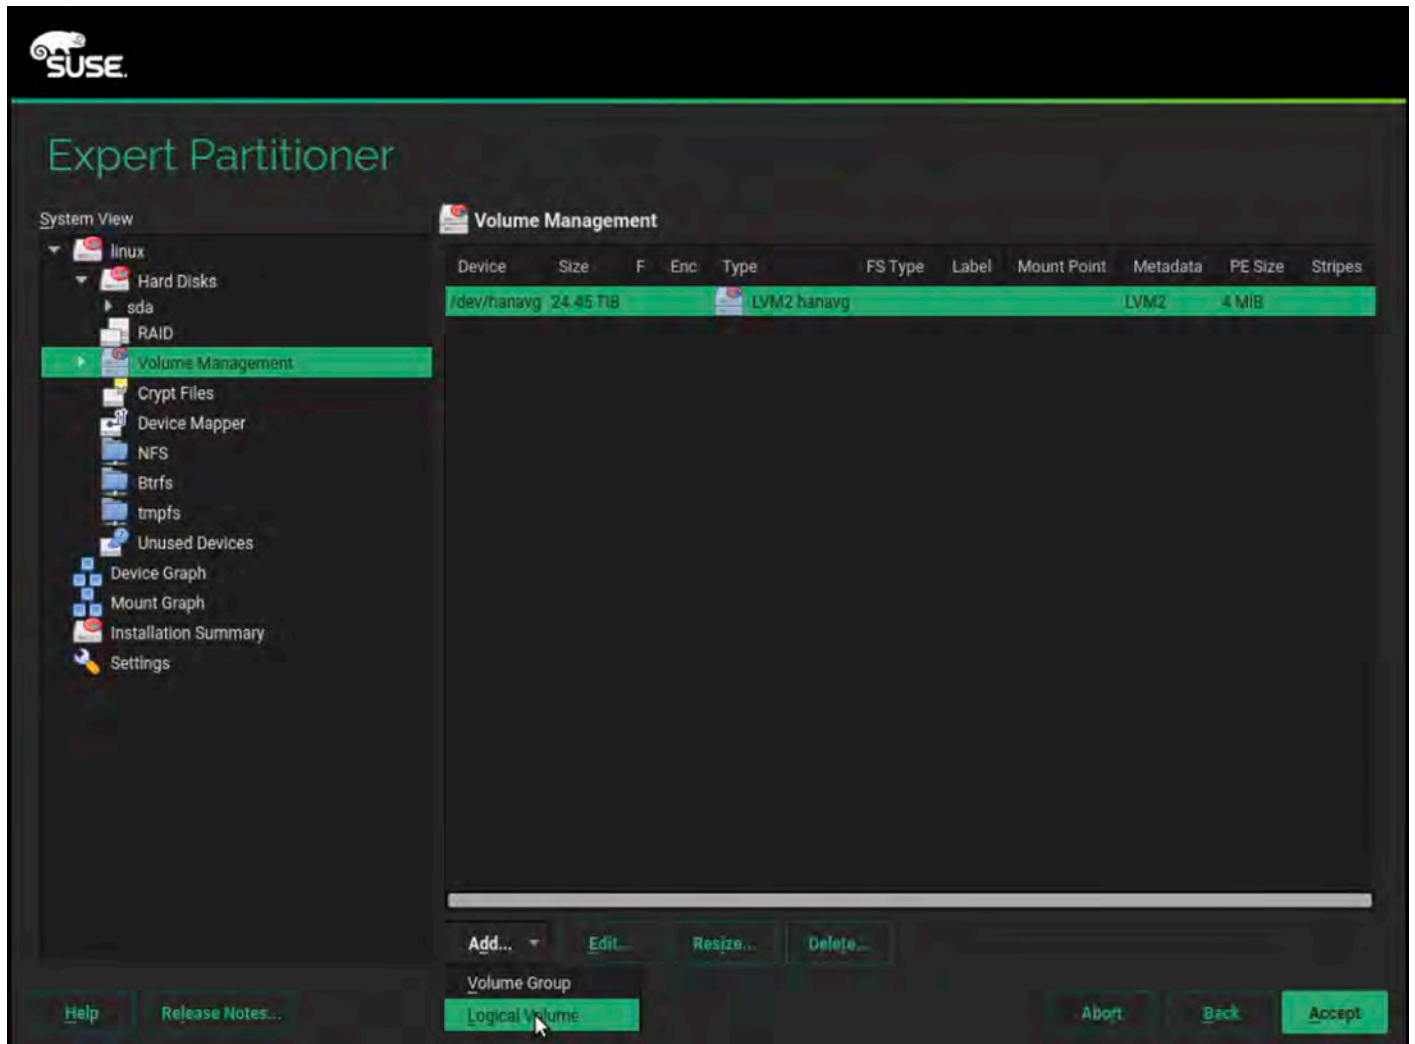 SUSE.
Expert Partitioner
System View
linux
Hard Disks
sda
RAID
Volume Management
Crypt Files
Device Mapper
NFS
Btrfs
tmpfs
Unused Devices
Device Graph
Mount Graph
Installation Summary
Settings
Volume Management
Device Size F Enc Type FS Type Label Mount Point Metadata PE Size Stripes
/dev/hanavg 24.45 TiB LVM2 hanavg LVM2 4 MiB
Add... Edit... Resize... Delete...
Volume Group
Logical Volume
Help Release Notes... Abort Back Accept